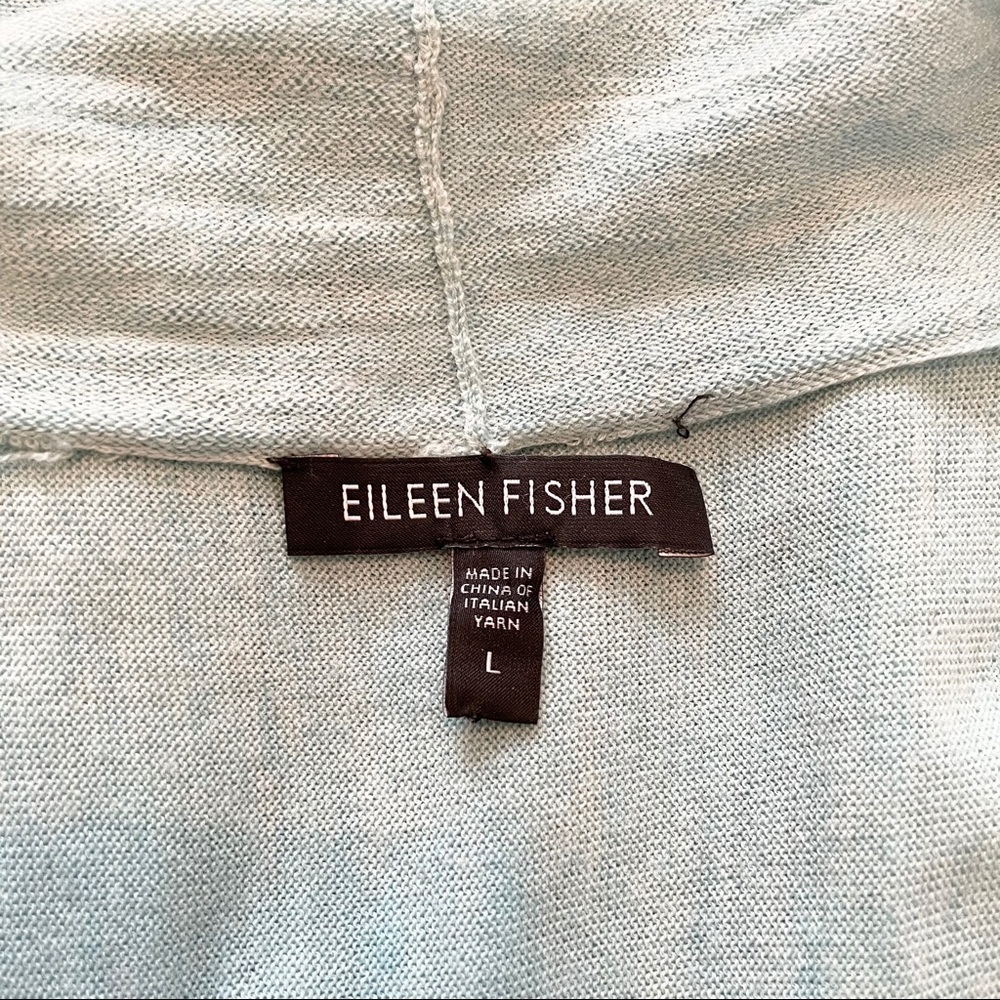 EILEEN FISHER
MADE IN
CHINA OF
ITALIAN
YARN
L